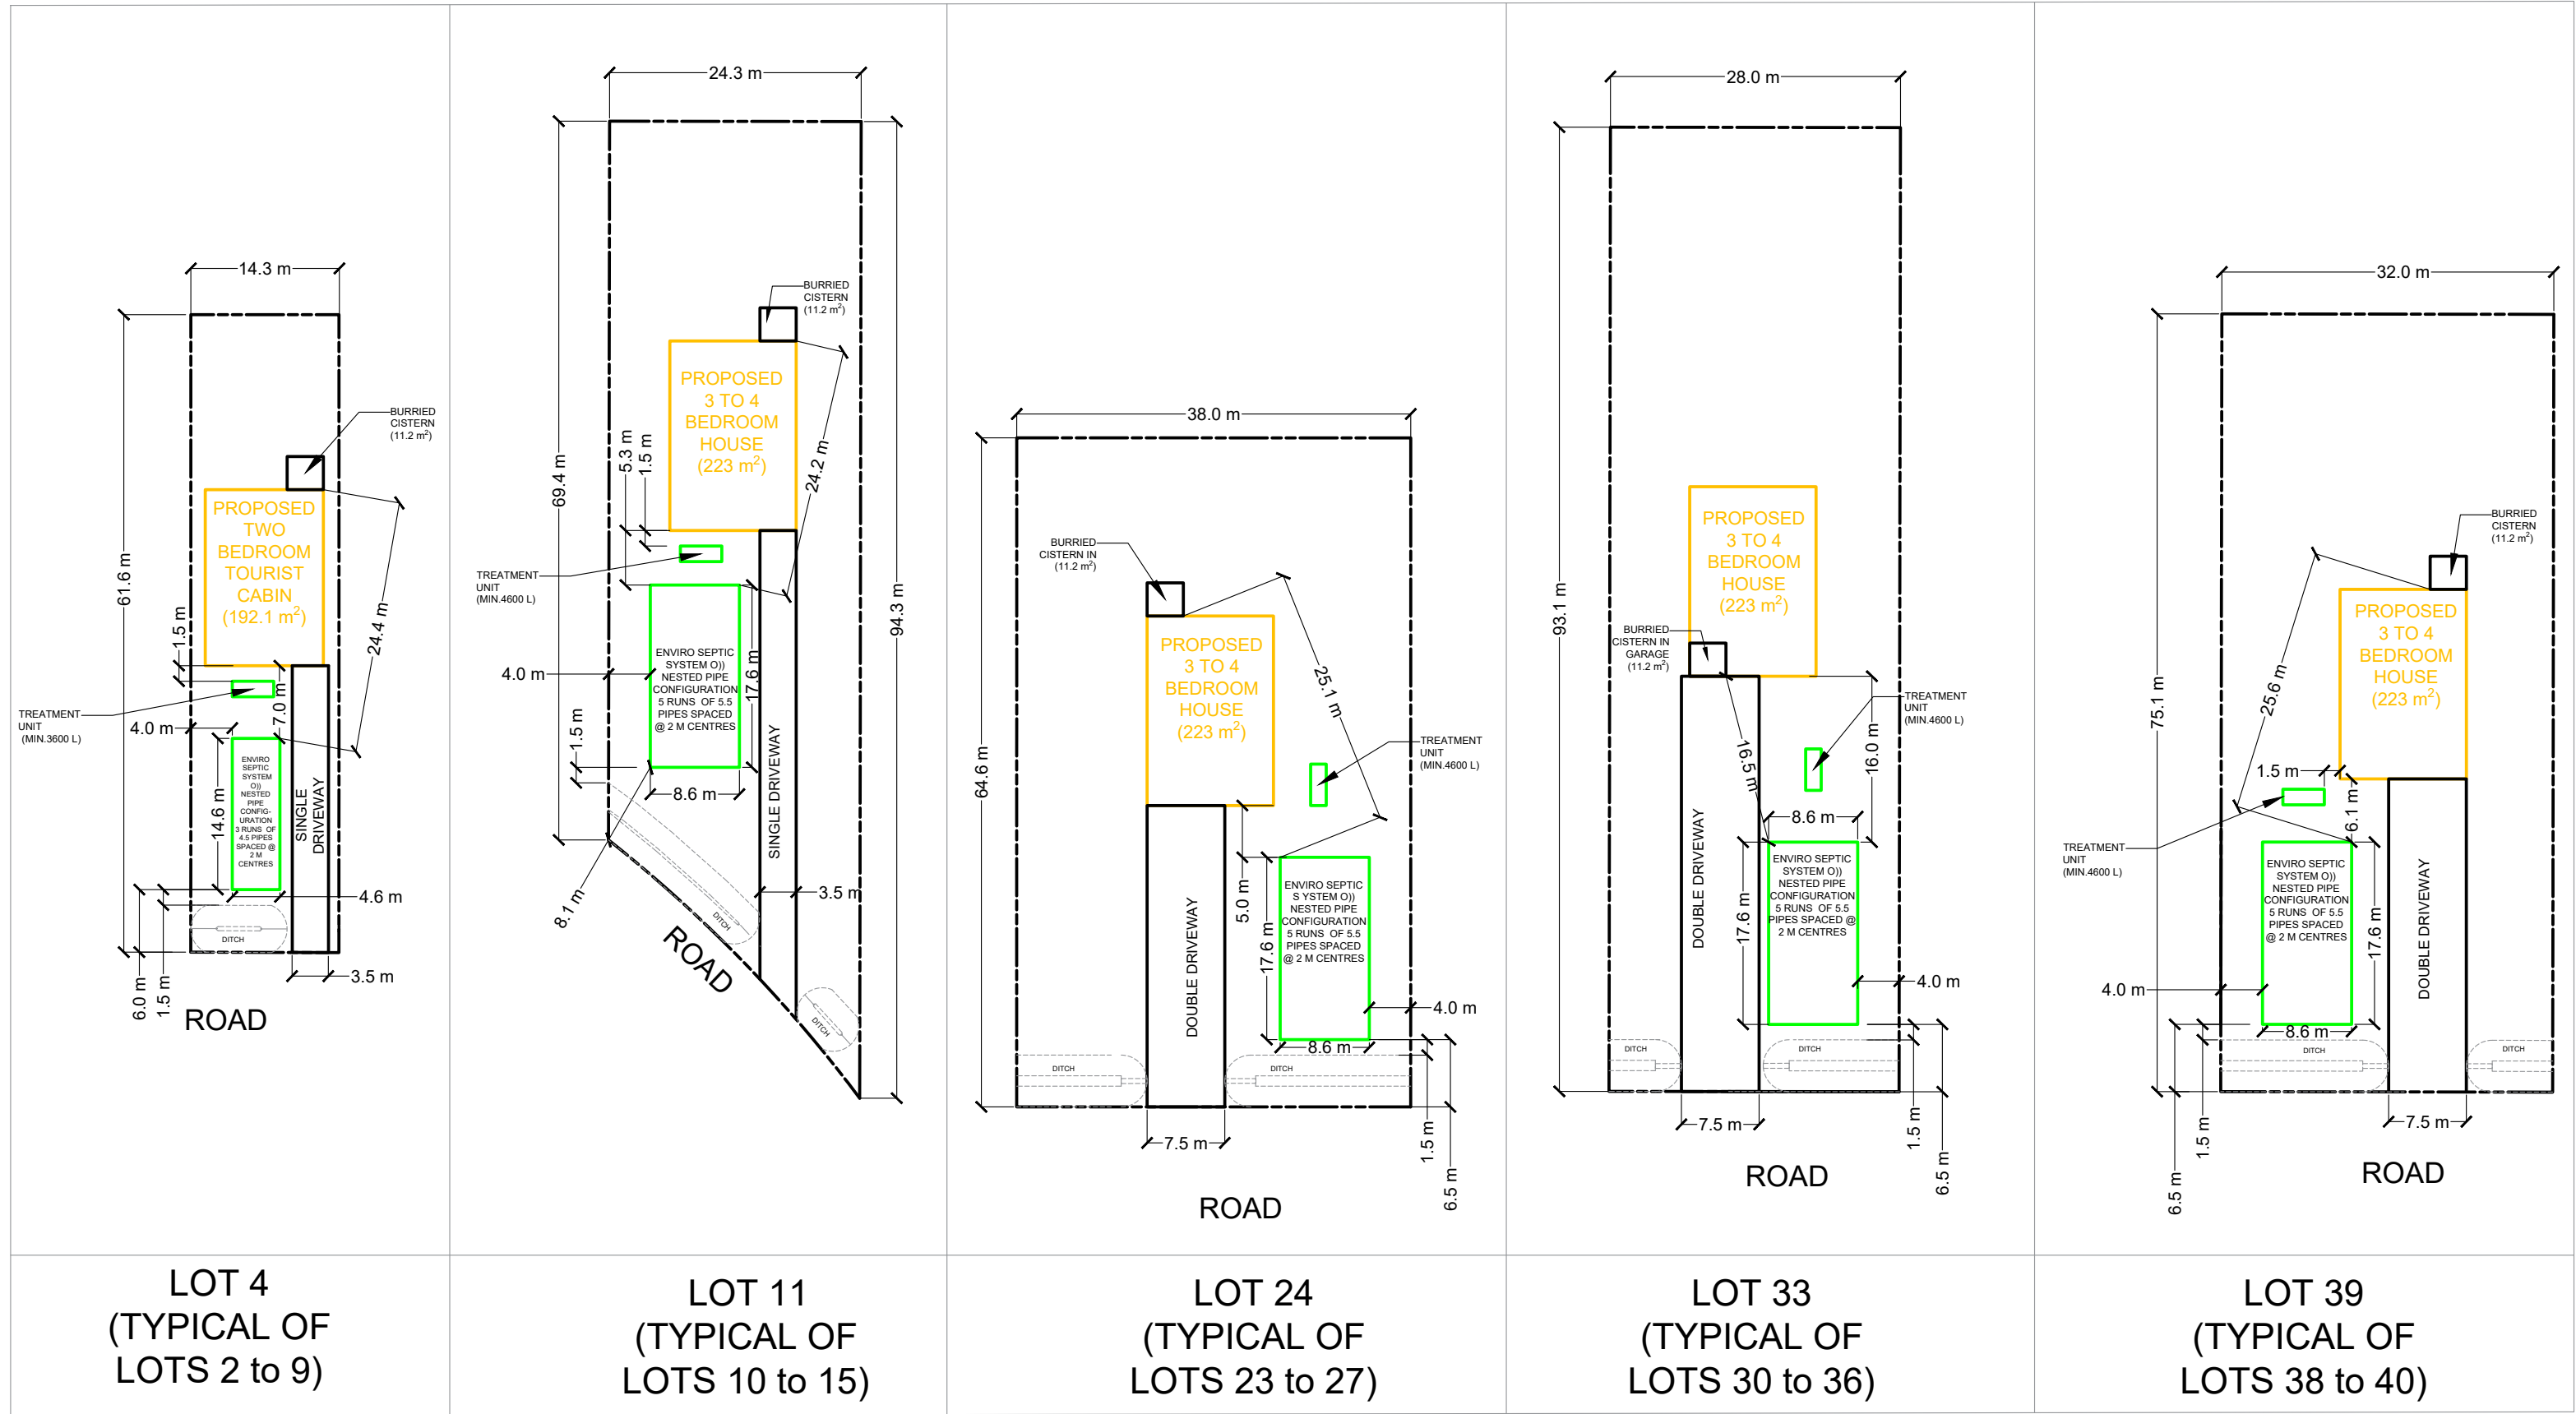 14.3 m
61.6 m
BURRIED
CISTERN
(11.2 m²)
PROPOSED
TWO
BEDROOM
TOURIST
CABIN
(192.1 m²)
24.4 m
1.5 m
7.0 m
TREATMENT
UNIT
(MIN.3600 L)
4.0 m
14.6 m
ENVIRO
SEPTIC
SYSTEM
O))
NESTED
PIPE
CONFIG-
URATION
3 RUNS OF
4.5 PIPES
SPACED @
2 M
CENTRES
SINGLE
DRIVEWAY
4.6 m
DITCH
3.5 m
6.0 m
1.5 m
ROAD
LOT 4
(TYPICAL OF
LOTS 2 to 9)
24.3 m
69.4 m
94.3 m
BURRIED
CISTERN
(11.2 m²)
PROPOSED
3 TO 4
BEDROOM
HOUSE
(223 m²)
5.3 m
1.5 m
24.2 m
TREATMENT
UNIT
(MIN.4600 L)
4.0 m
ENVIRO SEPTIC
SYSTEM O))
NESTED PIPE
CONFIGURATION
5 RUNS OF 5.5
PIPES SPACED
@ 2 M CENTRES
17.6 m
1.5 m
8.6 m
SINGLE DRIVEWAY
3.5 m
8.1 m
DITCH
DITCH
ROAD
LOT 11
(TYPICAL OF
LOTS 10 to 15)
38.0 m
64.6 m
BURRIED
CISTERN IN
(11.2 m²)
PROPOSED
3 TO 4
BEDROOM
HOUSE
(223 m²)
25.1 m
TREATMENT
UNIT
(MIN.4600 L)
5.0 m
17.6 m
ENVIRO SEPTIC
S YSTEM O))
NESTED PIPE
CONFIGURATION
5 RUNS OF 5.5
PIPES SPACED
@ 2 M CENTRES
DOUBLE DRIVEWAY
4.0 m
8.6 m
DITCH
DITCH
7.5 m
1.5 m
6.5 m
ROAD
LOT 24
(TYPICAL OF
LOTS 23 to 27)
28.0 m
93.1 m
PROPOSED
3 TO 4
BEDROOM
HOUSE
(223 m²)
BURRIED
CISTERN IN
GARAGE
(11.2 m²)
TREATMENT
UNIT
(MIN.4600 L)
16.5 m
16.0 m
8.6 m
DOUBLE DRIVEWAY
17.6 m
ENVIRO SEPTIC
SYSTEM O))
NESTED PIPE
CONFIGURATION
5 RUNS OF 5.5
PIPES SPACED @
2 M CENTRES
4.0 m
DITCH
DITCH
7.5 m
1.5 m
6.5 m
ROAD
LOT 33
(TYPICAL OF
LOTS 30 to 36)
32.0 m
75.1 m
BURRIED
CISTERN
(11.2 m²)
PROPOSED
3 TO 4
BEDROOM
HOUSE
(223 m²)
25.6 m
1.5 m
6.1 m
TREATMENT
UNIT
(MIN.4600 L)
ENVIRO SEPTIC
SYSTEM O))
NESTED PIPE
CONFIGURATION
5 RUNS OF 5.5
PIPES SPACED
@ 2 M CENTRES
17.6 m
DOUBLE DRIVEWAY
4.0 m
8.6 m
DITCH
DITCH
7.5 m
1.5 m
6.5 m
ROAD
LOT 39
(TYPICAL OF
LOTS 38 to 40)